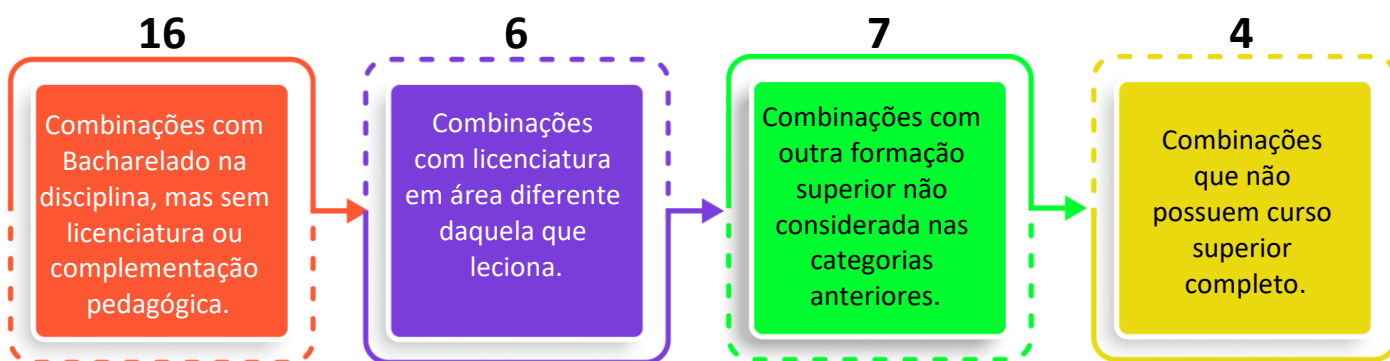 16
Combinações com
Bacharelado na
disciplina, mas sem
licenciatura ou
complementação
pedagógica.
6
Combinações
com licenciatura
em área diferente
daquela que
leciona.
7
Combinações com
outra formação
superior não
considerada nas
categorias
anteriores.
4
Combinações
que não
possuem curso
superior
completo.